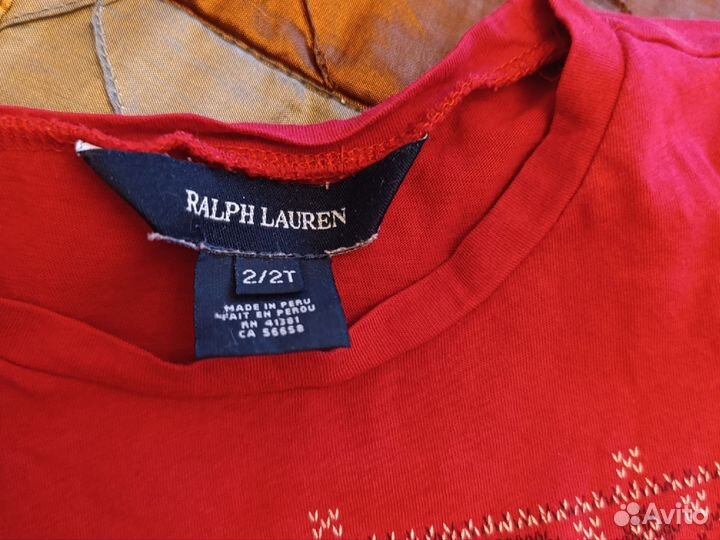 RALPH LAUREN
2/2T
MADE IN PERU
FAIT EN PEROU
RN 41381
CA 56658
Avito